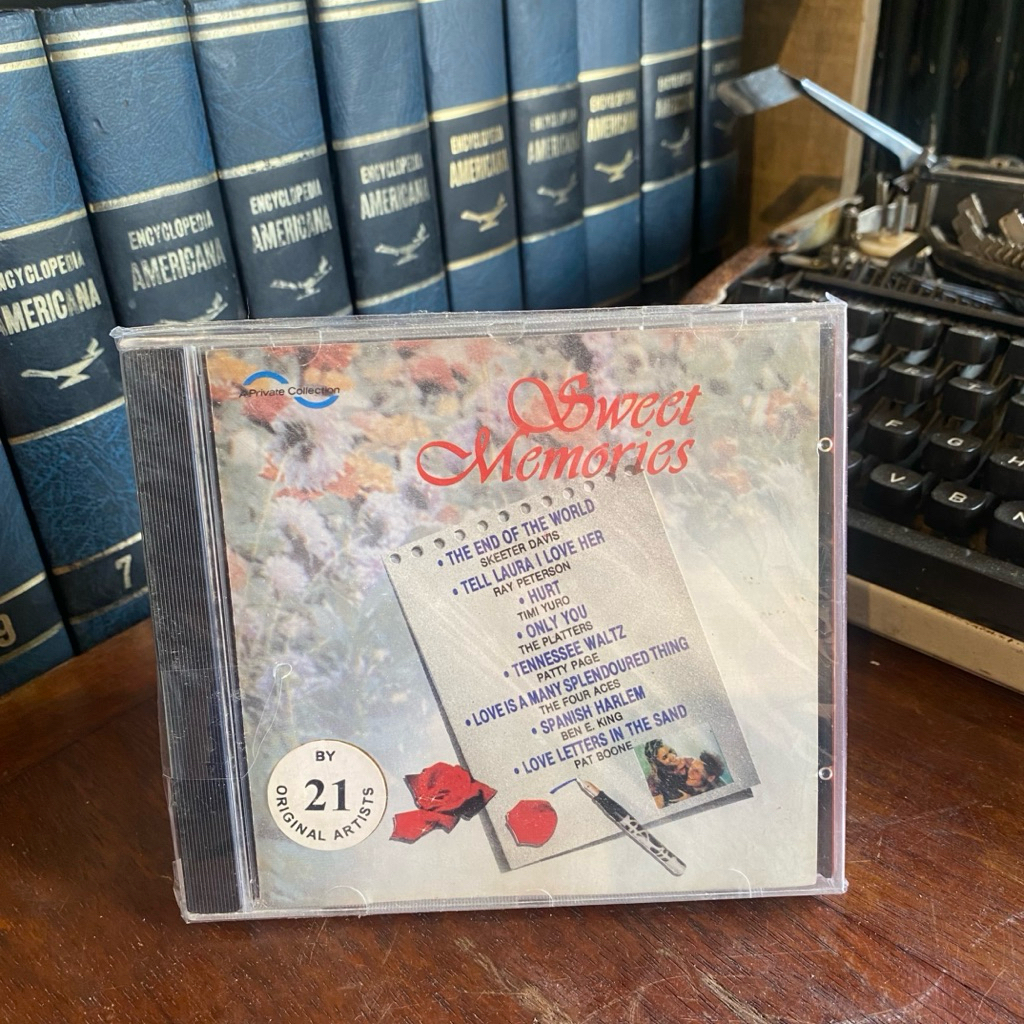 ENCYCLOPEDIA
AMERICANA
ENCYCLOPEDIA
AMERICANA
ENCYCLOPEDIA
AMERICANA
ENCYCLOPEDIA
AMERICANA
ENCYCLOPEDIA
AMERICANA
ENCYCLOPEDIA
AMERICANA
ENCYCLOPEDIA
AMERICANA
7
9
A Private Collection
Sweet
Memories
• THE END OF THE WORLD
SKEETER DAVIS
• TELL LAURA I LOVE HER
RAY PETERSON
• HURT
TIMI YURO
• ONLY YOU
THE PLATTERS
• TENNESSEE WALTZ
PATTY PAGE
• LOVE IS A MANY SPLENDOURED THING
THE FOUR ACES
• SPANISH HARLEM
BEN E. KING
• LOVE LETTERS IN THE SAND
PAT BOONE
BY
21
ORIGINAL ARTISTS
F G H
V B N